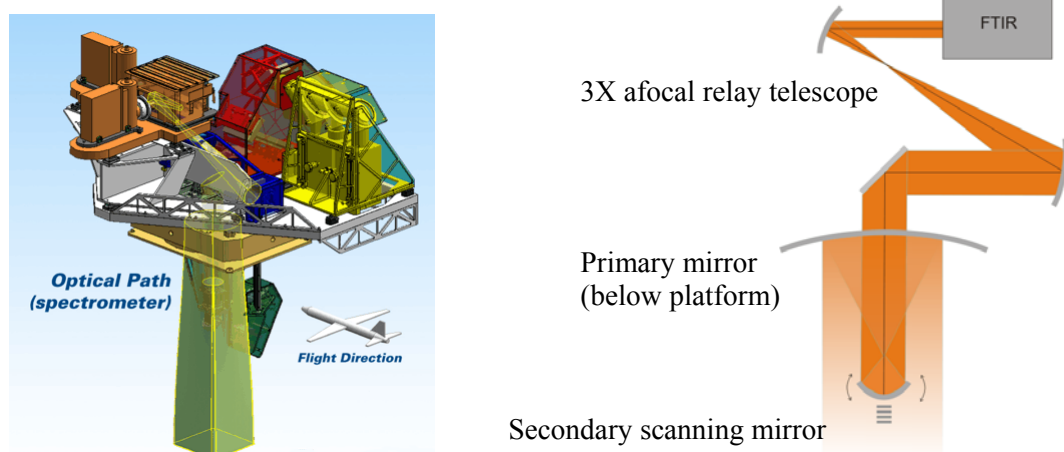 Optical Path
(spectrometer)
Flight Direction
FTIR
3X afocal relay telescope
Primary mirror
(below platform)
Secondary scanning mirror